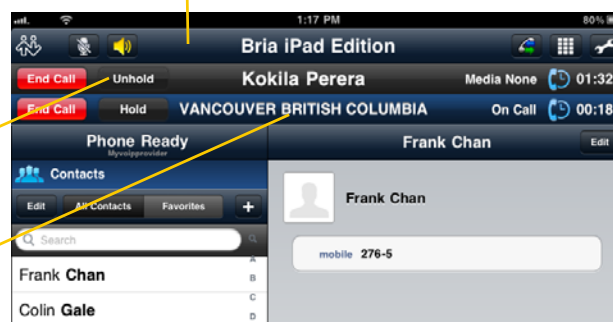 1:17 PM 80%
Bria iPad Edition
End Call Unhold Kokila Perera Media None 01:32
End Call Hold VANCOUVER BRITISH COLUMBIA On Call 00:18
Phone Ready Frank Chan Edit
Myvoipprovider
Contacts
Frank Chan
Edit All Contacts Favorites +
Search
mobile 276-5
A
Frank Chan B
C
Colin Gale D